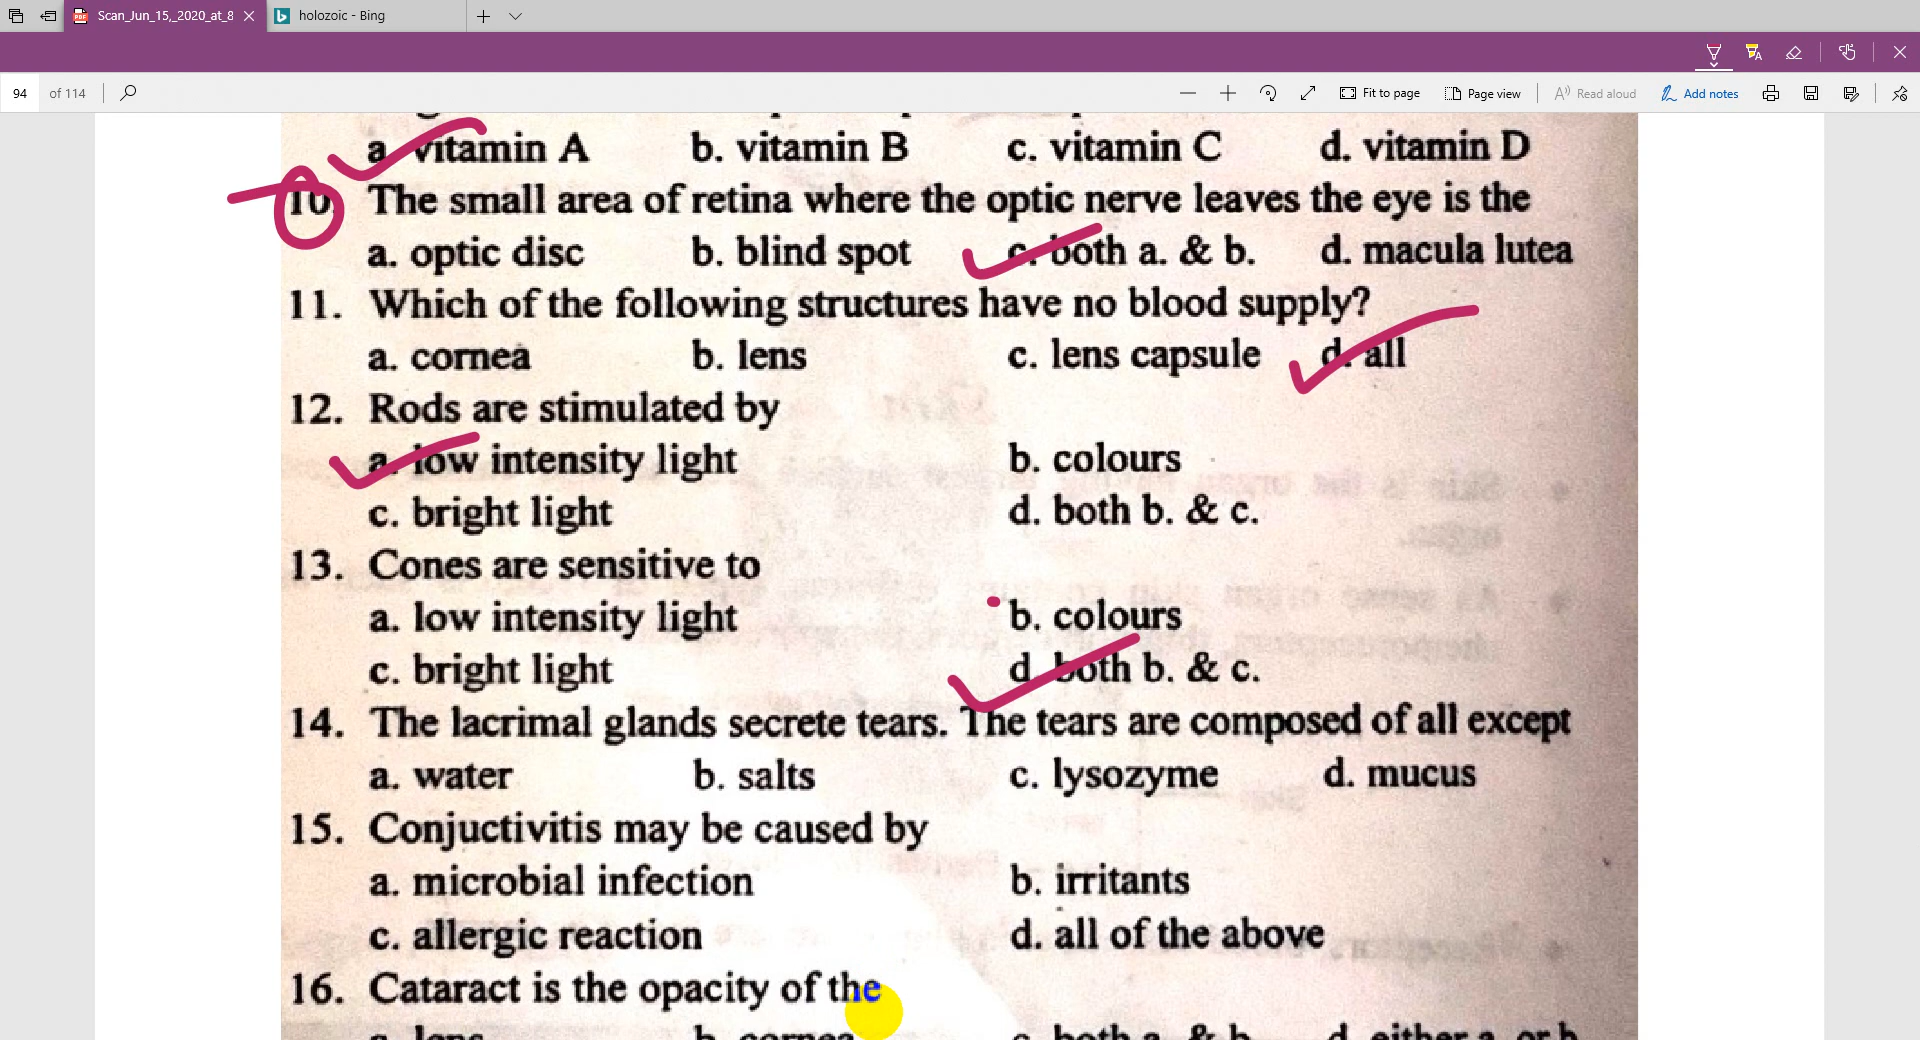 Scan_Jun_15,_2020_at_8
holozoic - Bing
94 of 114
Fit to page
Page view
Read aloud
Add notes
a. vitamin A b. vitamin B c. vitamin C d. vitamin D
10. The small area of retina where the optic nerve leaves the eye is the
a. optic disc b. blind spot c. both a. & b. d. macula lutea
11. Which of the following structures have no blood supply?
a. cornea b. lens c. lens capsule d. all
12. Rods are stimulated by
a. low intensity light b. colours
c. bright light d. both b. & c.
13. Cones are sensitive to
a. low intensity light b. colours
c. bright light d. both b. & c.
14. The lacrimal glands secrete tears. The tears are composed of all except
a. water b. salts c. lysozyme d. mucus
15. Conjuctivitis may be caused by
a. microbial infection b. irritants
c. allergic reaction d. all of the above
16. Cataract is the opacity of the
a. lens b. cornea c. both a. & b. d. either a. or b